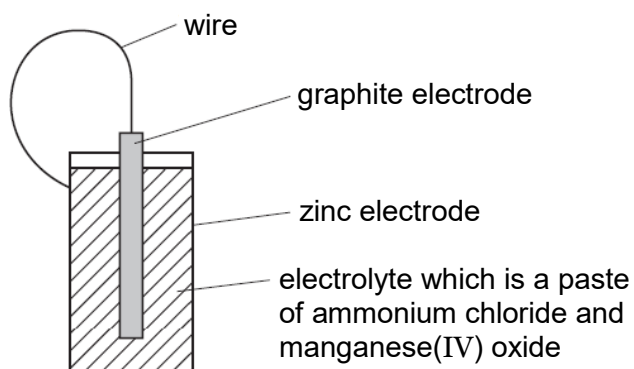 wire
graphite electrode
zinc electrode
electrolyte which is a paste
of ammonium chloride and
manganese(IV) oxide